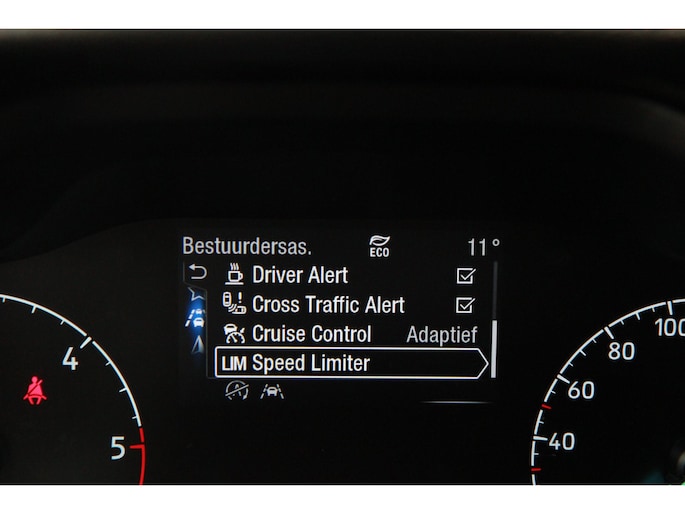 Bestuurdersas. ECO 11°
Driver Alert
Cross Traffic Alert
Cruise Control Adaptief
LIM Speed Limiter
4
5
100
80
60
40